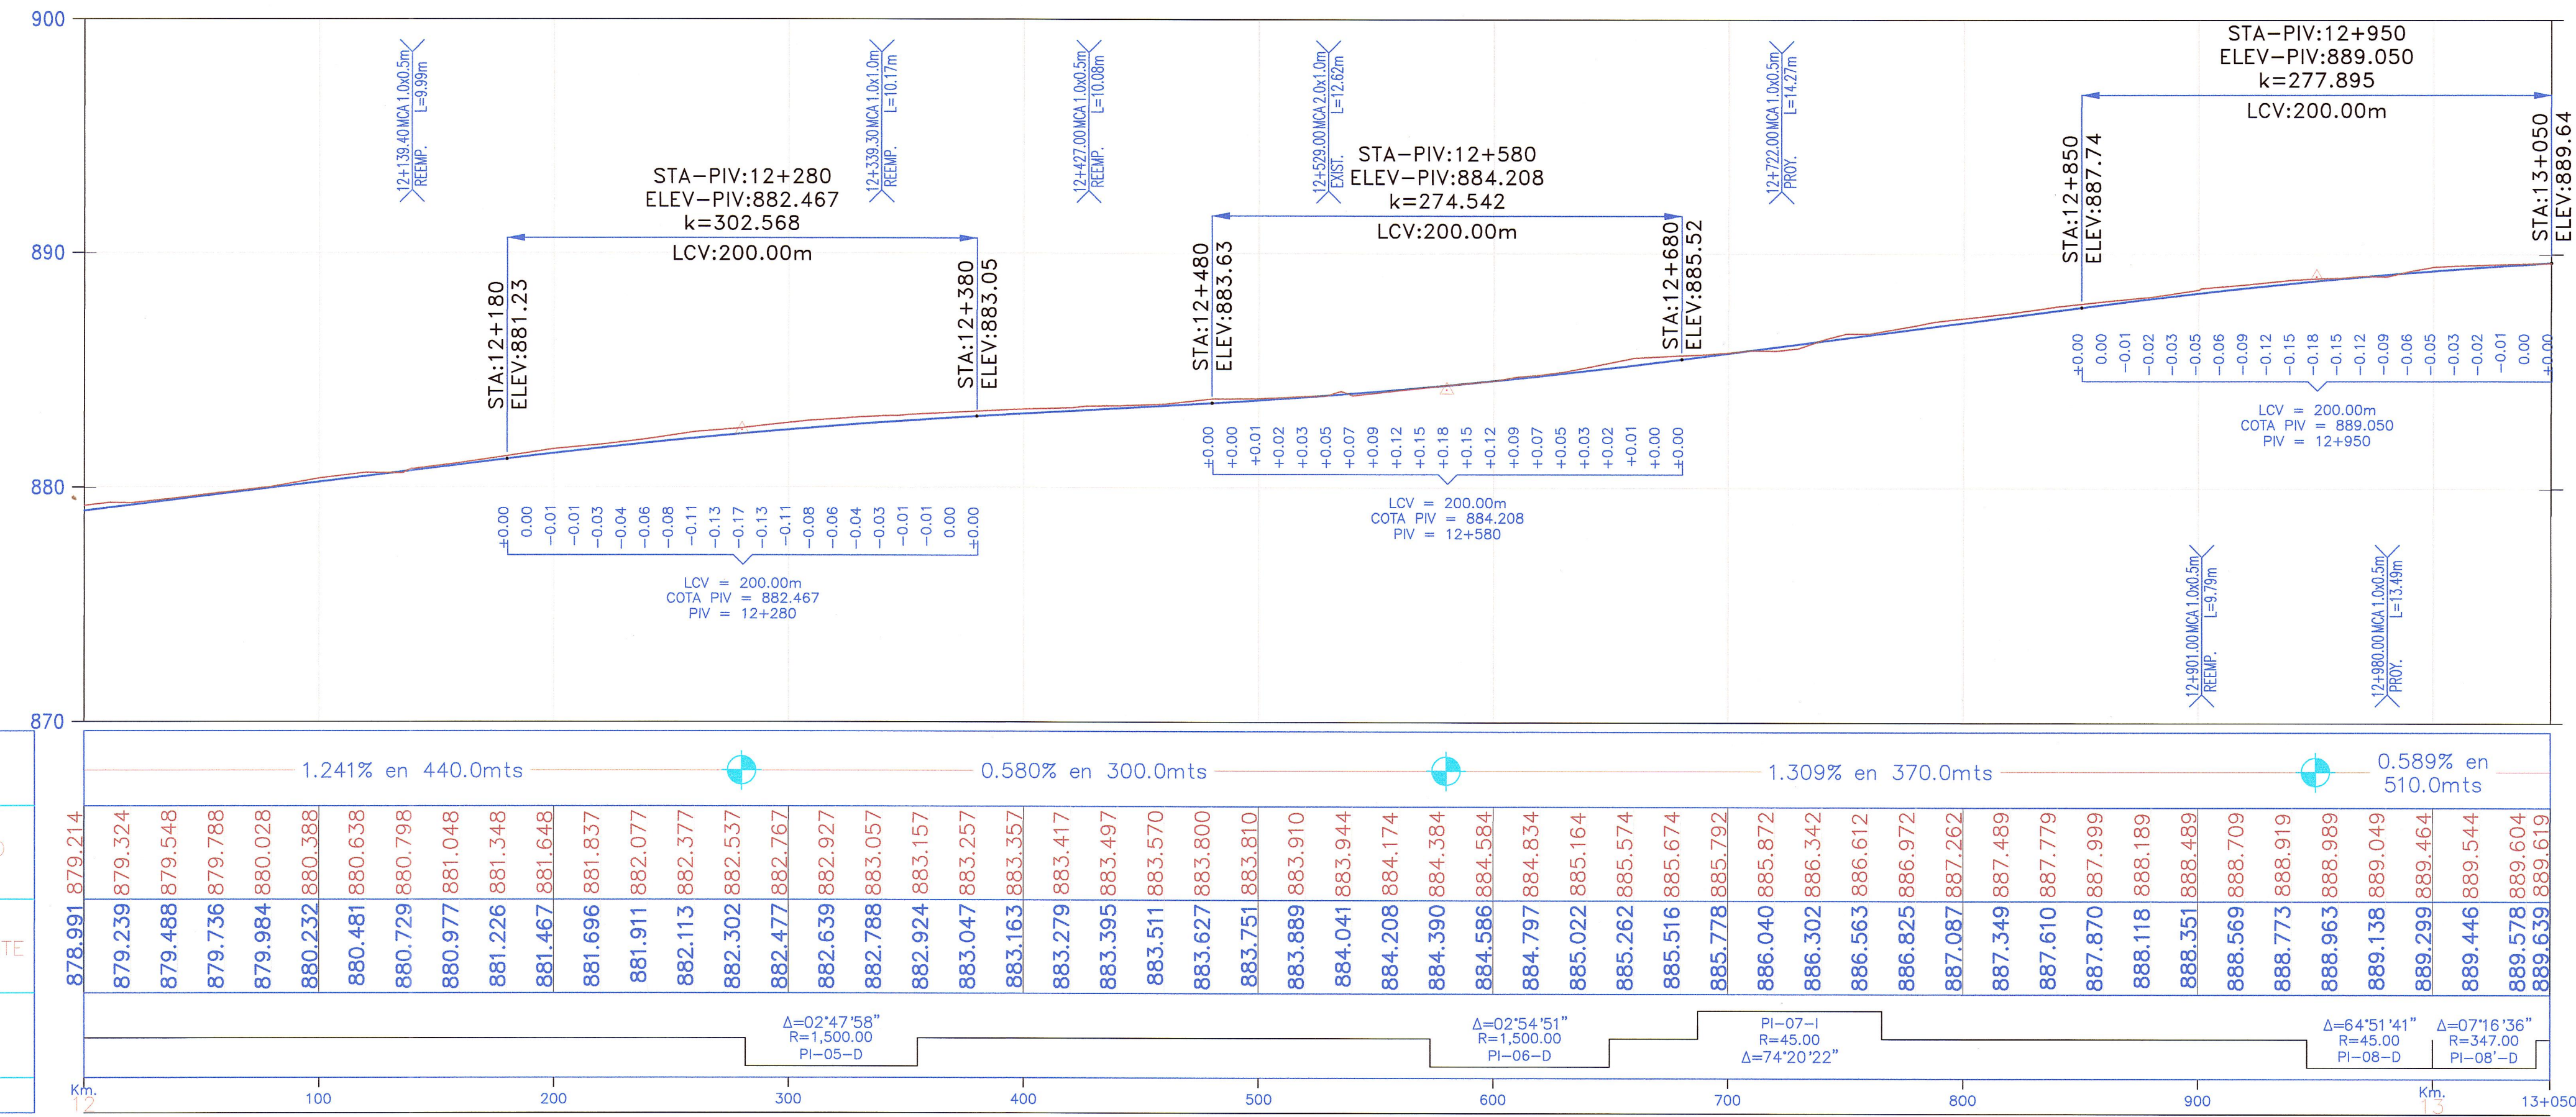 900
890
880
870
12+139.40 MCA 1.0x0.5m
REEMP. L=9.99m
12+339.30 MCA 1.0x1.0m
REEMP. L=10.17m
12+427.00 MCA 1.0x0.5m
REEMP. L=10.08m
12+529.00 MCA 2.0x1.0m
EXIST. L=12.62m
12+722.00 MCA 1.0x0.5m
PROY. L=14.27m
STA-PIV:12+280
ELEV-PIV:882.467
k=302.568
LCV:200.00m
STA:12+180
ELEV:881.23
STA:12+380
ELEV:883.05
STA-PIV:12+580
ELEV-PIV:884.208
k=274.542
LCV:200.00m
STA:12+480
ELEV:883.63
STA:12+680
ELEV:885.52
STA-PIV:12+950
ELEV-PIV:889.050
k=277.895
LCV:200.00m
STA:12+850
ELEV:887.74
STA:13+050
ELEV:889.64
+0.00 0.00 -0.01 -0.01 -0.03 -0.04 -0.06 -0.08 -0.11 -0.13 -0.17 -0.13 -0.11 -0.08 -0.06 -0.04 -0.03 -0.01 -0.01 0.00 +0.00
LCV = 200.00m
COTA PIV = 882.467
PIV = 12+280
+0.00 +0.00 +0.01 +0.02 +0.03 +0.05 +0.07 +0.09 +0.12 +0.15 +0.18 +0.15 +0.12 +0.09 +0.07 +0.05 +0.03 +0.02 +0.01 +0.00 +0.00
LCV = 200.00m
COTA PIV = 884.208
PIV = 12+580
+0.00 0.00 -0.01 -0.02 -0.03 -0.05 -0.06 -0.09 -0.12 -0.15 -0.18 -0.15 -0.12 -0.09 -0.06 -0.05 -0.03 -0.02 -0.01 0.00 +0.00
LCV = 200.00m
COTA PIV = 889.050
PIV = 12+950
12+901.00 MCA 1.0x0.5m
REEMP. L=9.79m
12+980.00 MCA 1.0x0.5m
PROY. L=13.49m
1.241% en 440.0mts
0.580% en 300.0mts
1.309% en 370.0mts
0.589% en
510.0mts
879.214 879.324 879.548 879.788 880.028 880.388 880.638 880.798 881.048 881.348 881.648 881.837 882.077 882.377 882.537 882.767 882.927 883.057 883.157 883.257 883.357 883.417 883.497 883.570 883.800 883.810 883.910 883.944 884.174 884.384 884.584 884.834 885.164 885.574 885.674 885.792 885.872 886.342 886.612 886.972 887.262 887.489 887.779 887.999 888.189 888.489 888.709 888.919 888.989 889.049 889.464 889.544 889.604 889.619
TE
878.991 879.239 879.488 879.736 879.984 880.232 880.481 880.729 880.977 881.226 881.467 881.696 881.911 882.113 882.302 882.477 882.639 882.788 882.924 883.047 883.163 883.279 883.395 883.511 883.627 883.751 883.889 884.041 884.208 884.390 884.586 884.797 885.022 885.262 885.516 885.778 886.040 886.302 886.563 886.825 887.087 887.349 887.610 887.870 888.118 888.351 888.569 888.773 888.963 889.138 889.299 889.446 889.578 889.639
Δ=02°47'58"
R=1,500.00
PI-05-D
Δ=02°54'51"
R=1,500.00
PI-06-D
PI-07-I
R=45.00
Δ=74°20'22"
Δ=64°51'41"
R=45.00
PI-08-D
Δ=07°16'36"
R=347.00
PI-08'-D
Km.
12
100 200 300 400 500 600 700 800 900
Km.
13
13+050